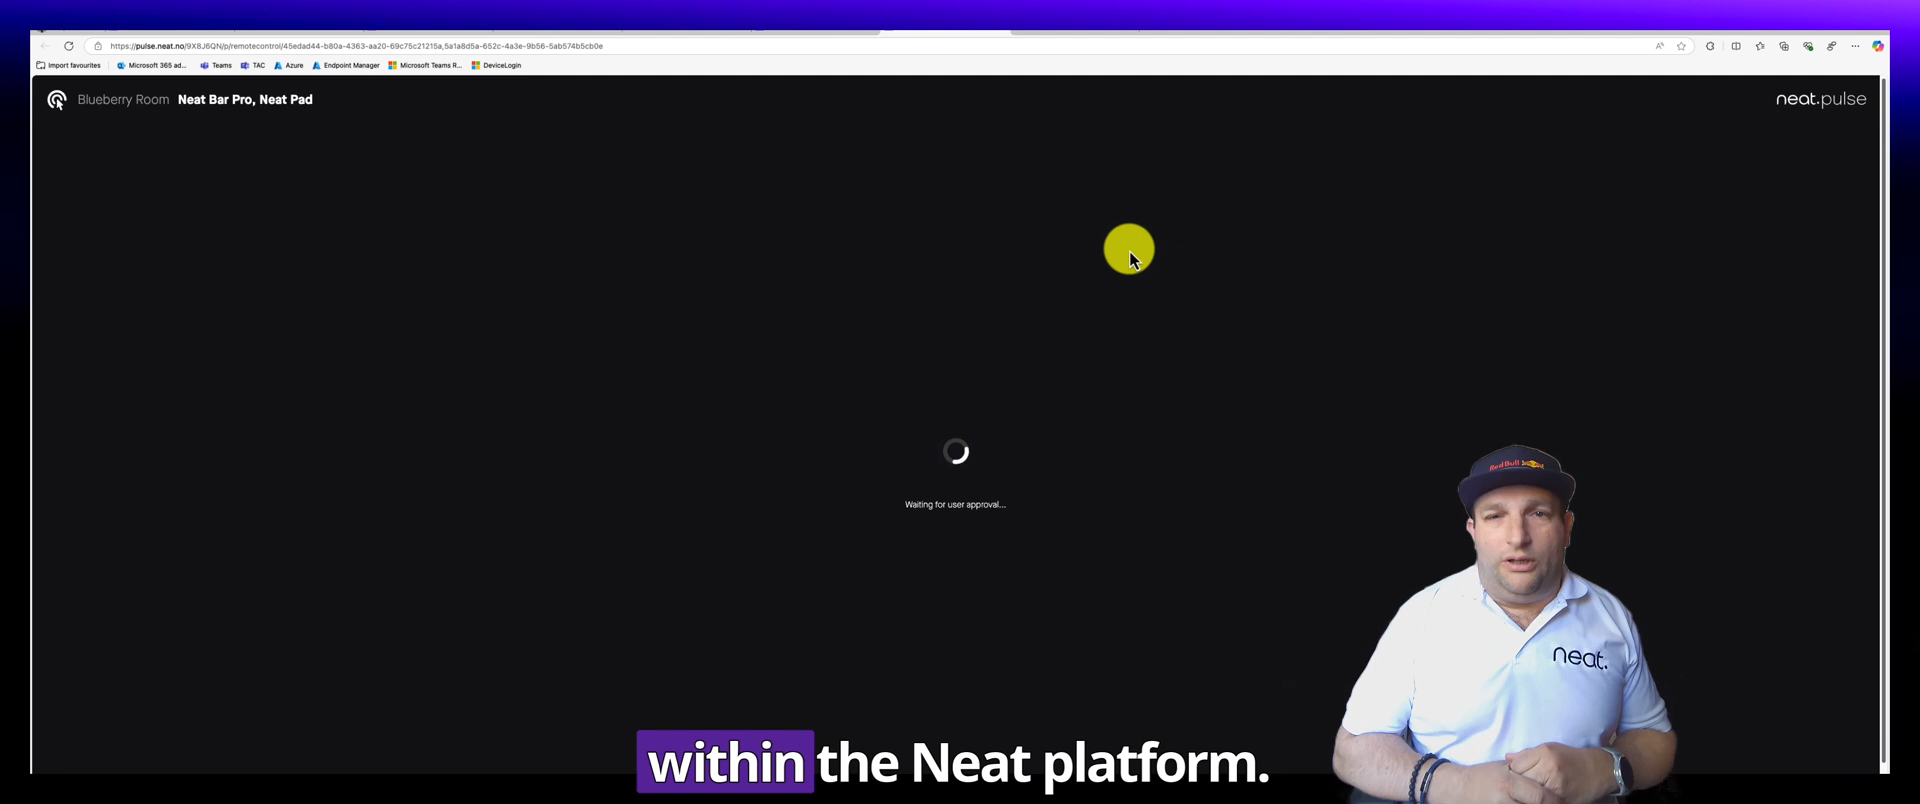 https://pulse.neat.no/9X8J6QN/p/remotecontrol/45edad44-b80a-4363-aa20-69c75c21215a,5a1a8d5a-652c-4a3e-9b56-5ab574b5cb0e
Import favourites Microsoft 365 ad... Teams TAC Azure Endpoint Manager Microsoft Teams R... DeviceLogin
Blueberry Room Neat Bar Pro, Neat Pad
neat.pulse
Waiting for user approval...
Red Bull
neat.
within the Neat platform.